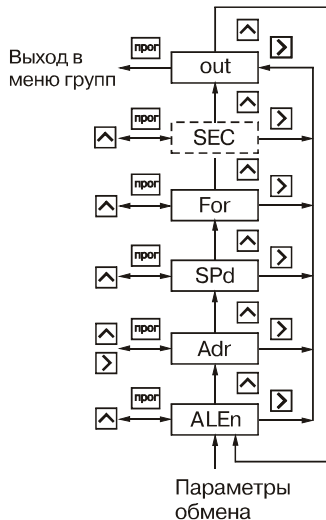 прог
Выход в
меню групп
out
прог
SEC
прог
For
прог
SPd
прог
Adr
прог
ALEn
Параметры
обмена